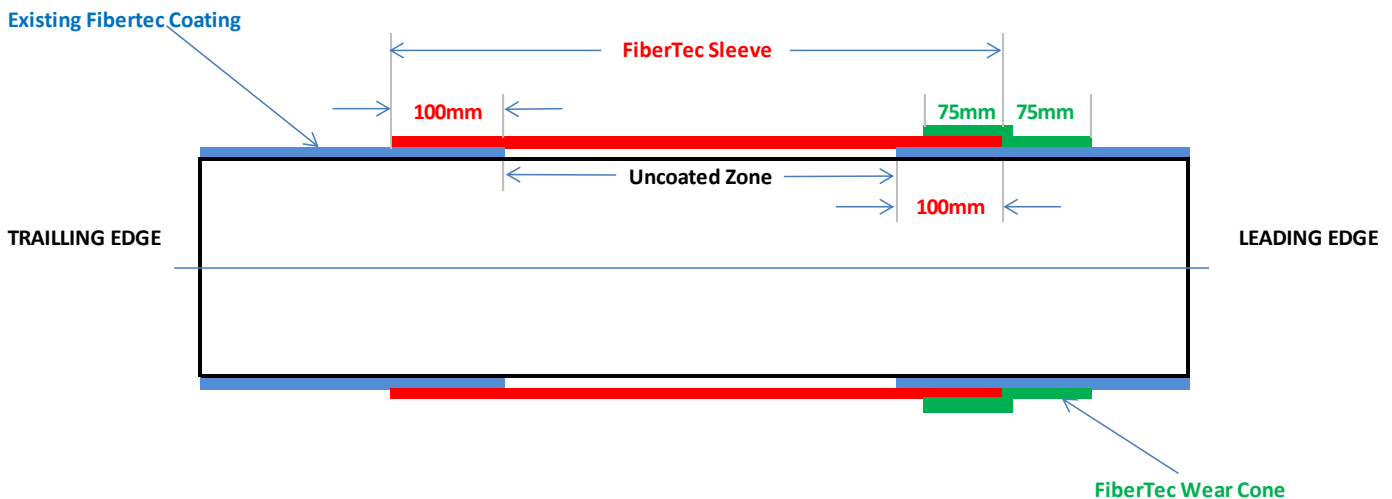 Existing Fibertec Coating
FiberTec Sleeve
100mm
75mm
75mm
Uncoated Zone
100mm
TRAILLING EDGE
LEADING EDGE
FiberTec Wear Cone